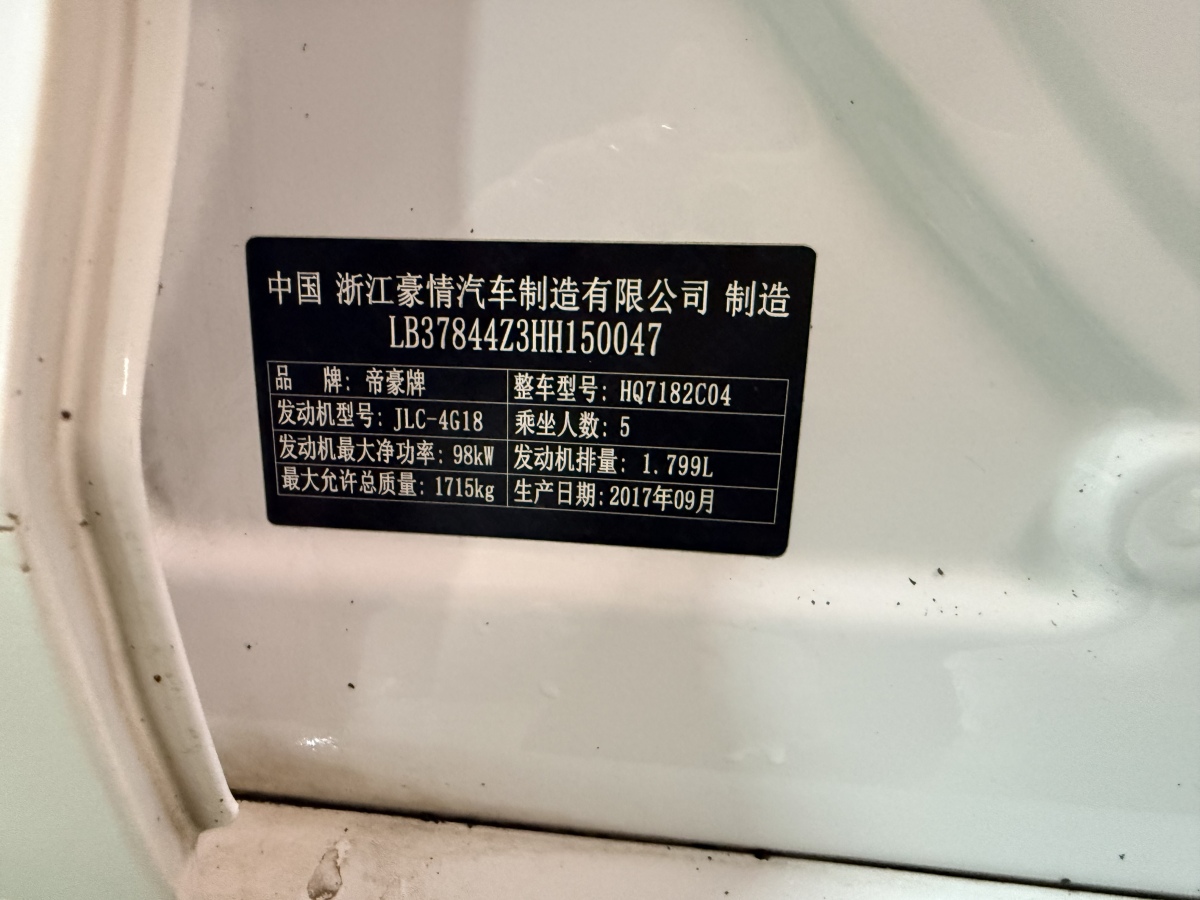 中国 浙江豪情汽车制造有限公司 制造
LB37844Z3HH150047
品 牌: 帝豪牌 整车型号: HQ7182C04
发动机型号: JLC-4G18 乘坐人数: 5
发动机最大净功率: 98kW 发动机排量: 1.799L
最大允许总质量: 1715kg 生产日期: 2017年09月